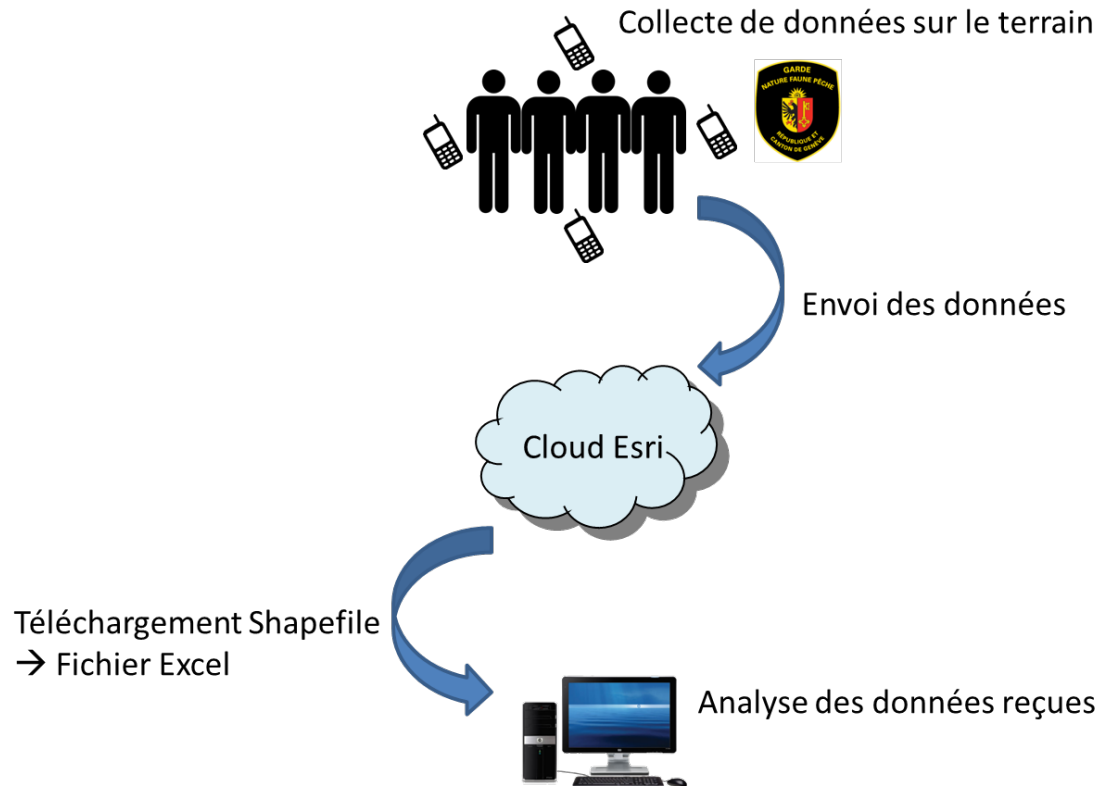 Collecte de données sur le terrain
GARDE
NATURE FAUNE PÊCHE
RÉPUBLIQUE ET
CANTON DE GENÈVE
Envoi des données
Cloud Esri
Téléchargement Shapefile
→ Fichier Excel
Analyse des données reçues